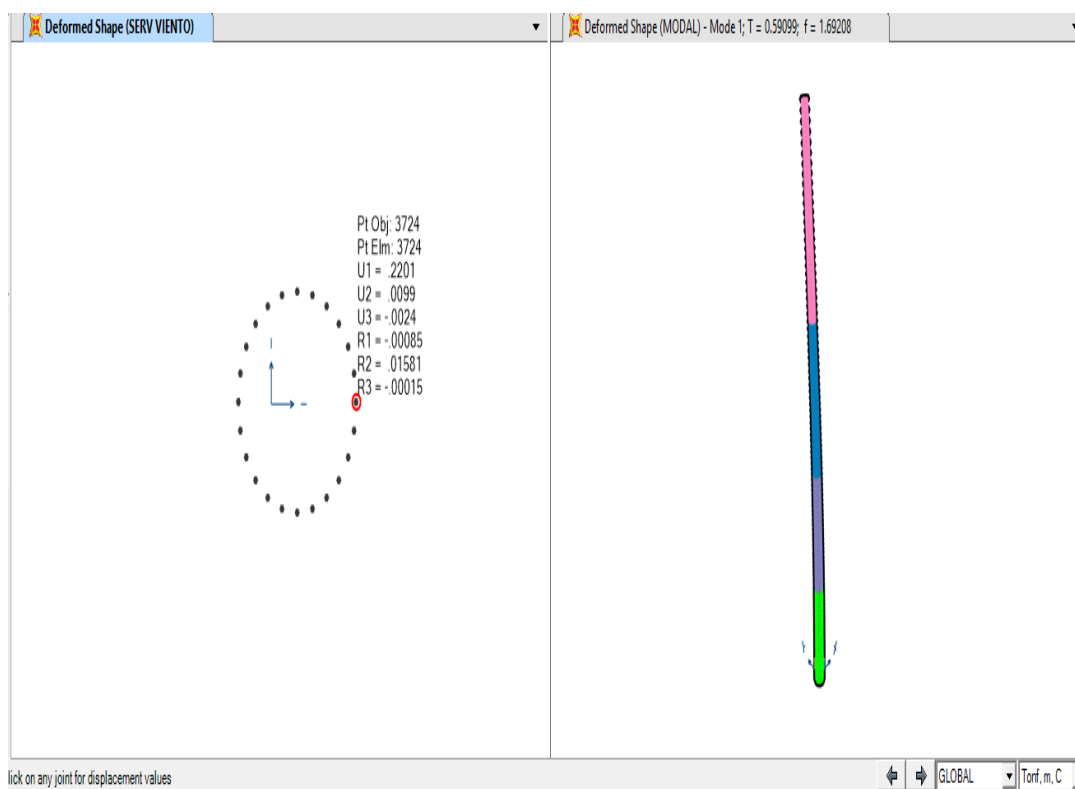 Deformed Shape (SERV VIENTO)
Deformed Shape (MODAL) - Mode 1; T = 0.59099; f = 1.69208
Pt Obj: 3724
Pt Elm: 3724
U1 = .2201
U2 = .0099
U3 = -.0024
R1 = -.00085
R2 = .01581
R3 = -.00015
Y X
lick on any joint for displacement values
GLOBAL
Tonf, m, C